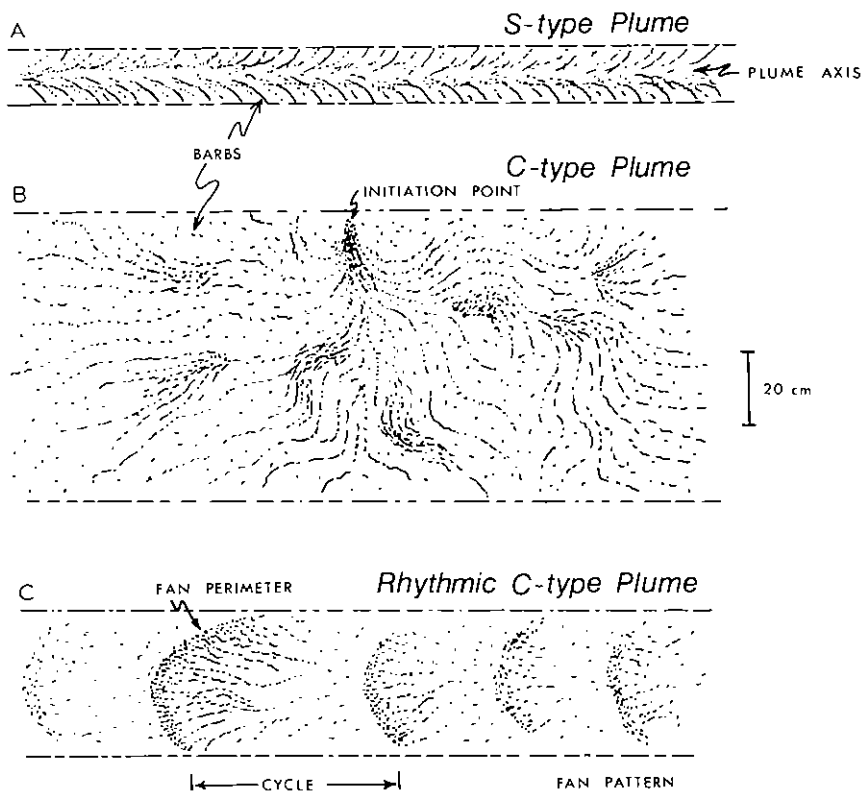 A
S-type Plume
PLUME AXIS
BARBS
C-type Plume
B
INITIATION POINT
20 cm
C
Rhythmic C-type Plume
FAN PERIMETER
CYCLE
FAN PATTERN